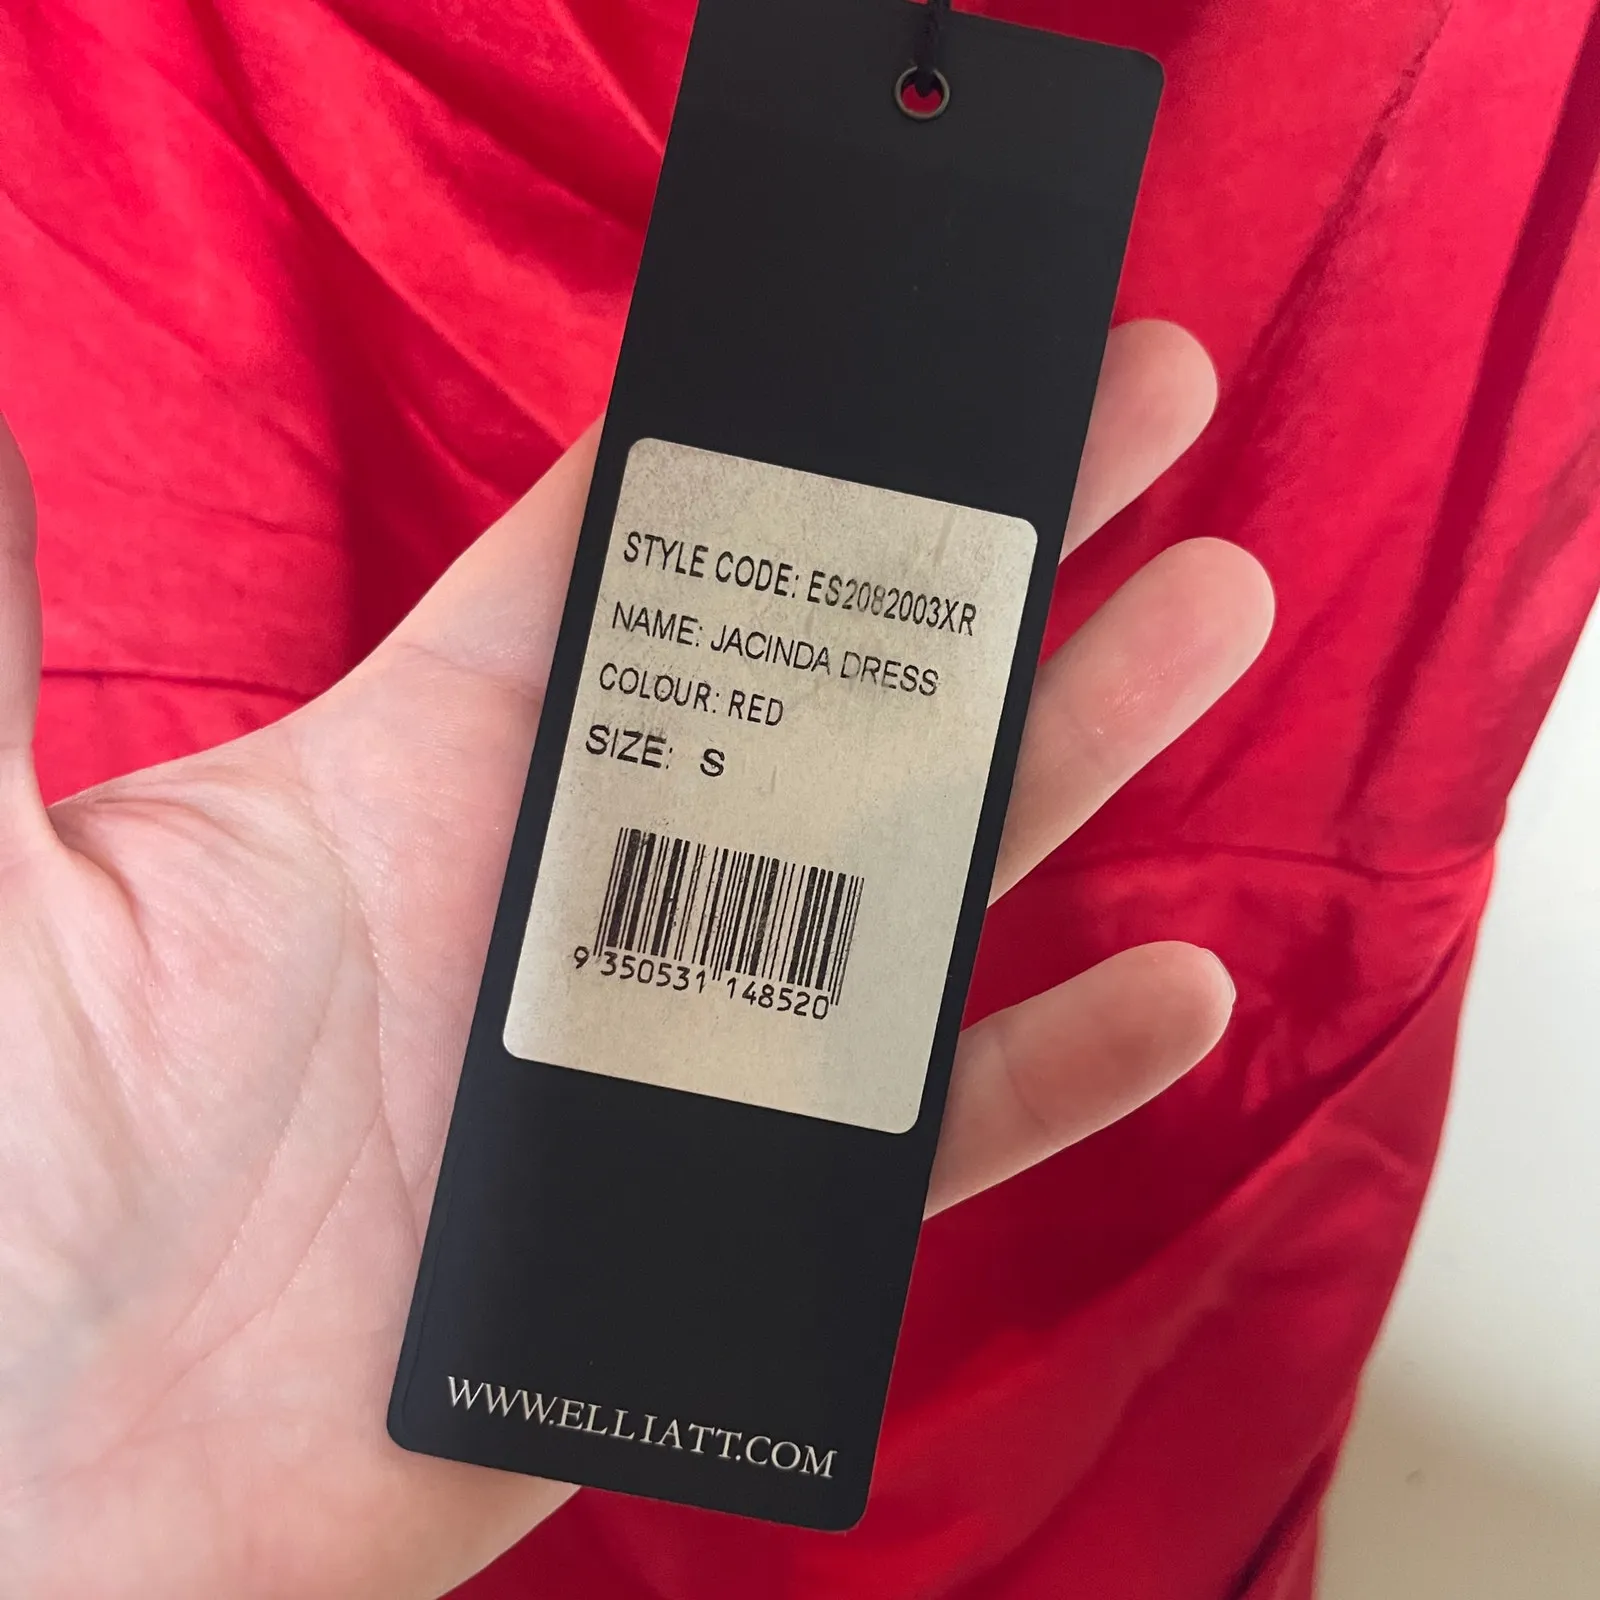 STYLE CODE: ES2082003XR
NAME: JACINDA DRESS
COLOUR: RED
SIZE: S
9 350531 148520
WWW.ELLIATT.COM